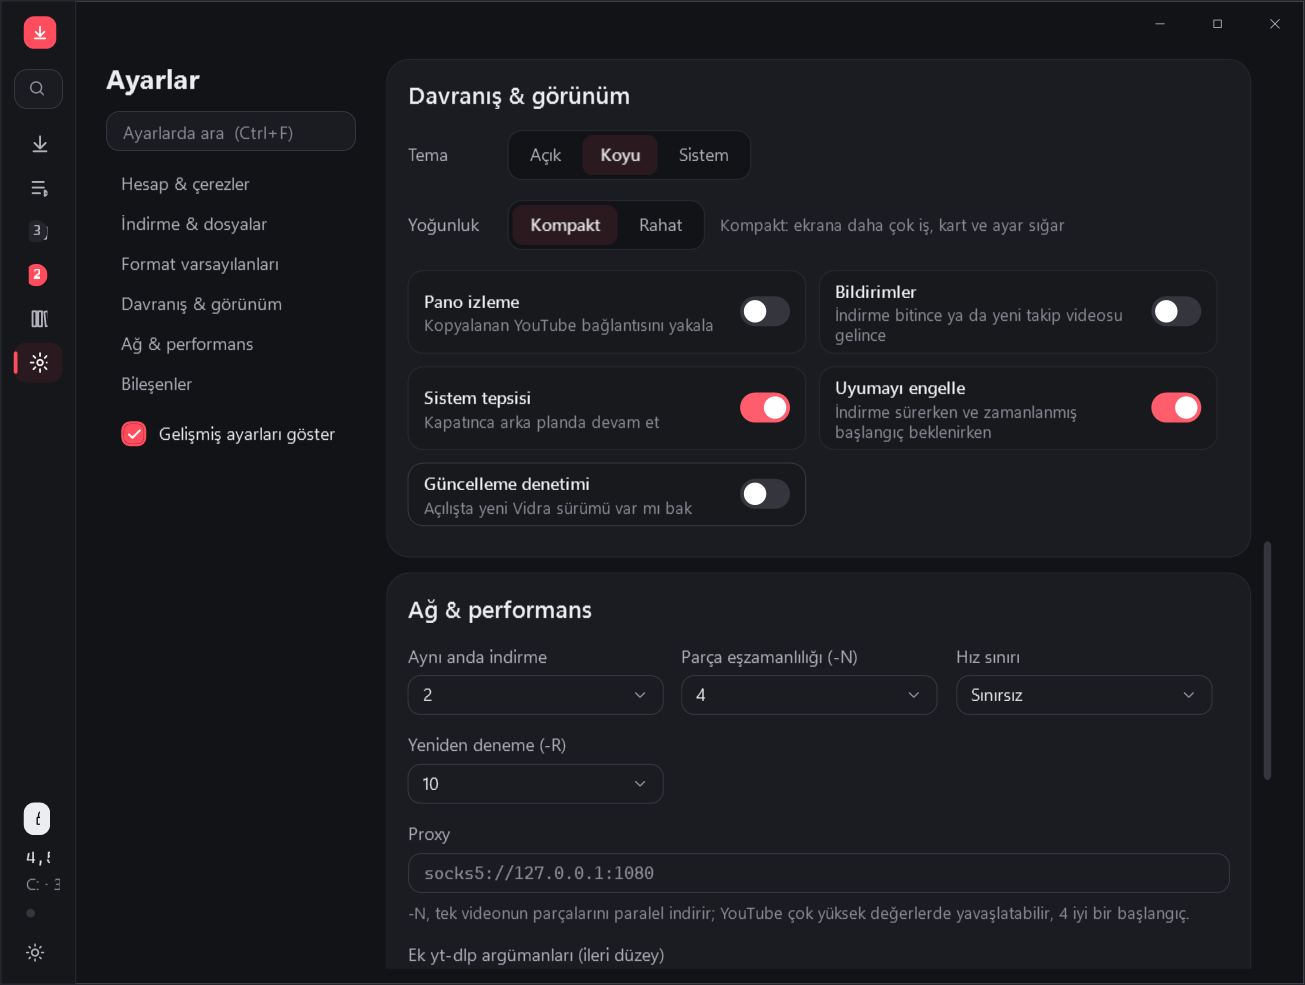 Ayarlar
Ayarlarda ara (Ctrl+F)
Hesap & çerezler
İndirme & dosyalar
Format varsayılanları
Davranış & görünüm
Ağ & performans
Bileşenler
Gelişmiş ayarları göster
3
2
4,
C: - 3
Davranış & görünüm
Tema
Açık
Koyu
Sistem
Yoğunluk
Kompakt
Rahat
Kompakt: ekrana daha çok iş, kart ve ayar sığar
Pano izleme
Kopyalanan YouTube bağlantısını yakala
Bildirimler
İndirme bitince ya da yeni takip videosu
gelince
Sistem tepsisi
Kapatınca arka planda devam et
Uyumayı engelle
İndirme sürerken ve zamanlanmış
başlangıç beklenirken
Güncelleme denetimi
Açılışta yeni Vidra sürümü var mı bak
Ağ & performans
Aynı anda indirme
Parça eşzamanlılığı (-N)
Hız sınırı
2
4
Sınırsız
Yeniden deneme (-R)
10
Proxy
socks5://127.0.0.1:1080
-N, tek videonun parçalarını paralel indirir; YouTube çok yüksek değerlerde yavaşlatabilir, 4 iyi bir başlangıç.
Ek yt-dlp argümanları (ileri düzey)